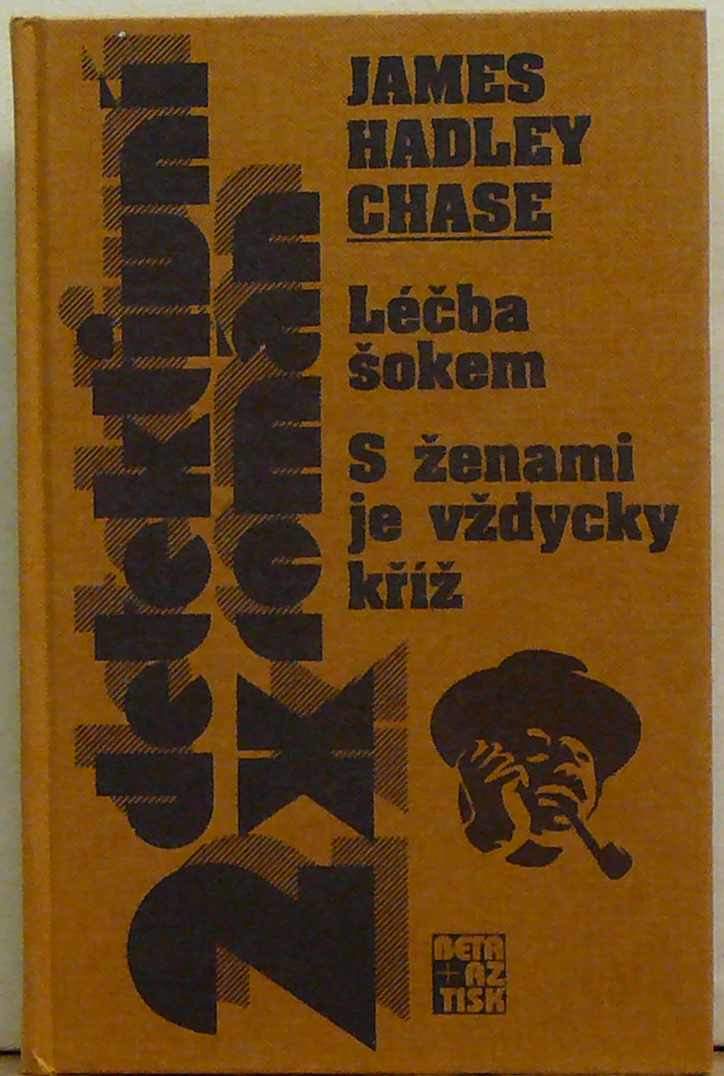 JAMES
HADLEY
CHASE
Léčba
šokem
S ženami
je vždycky
kříž
2x
detektivní
román
BETA
+ AZ
TISK